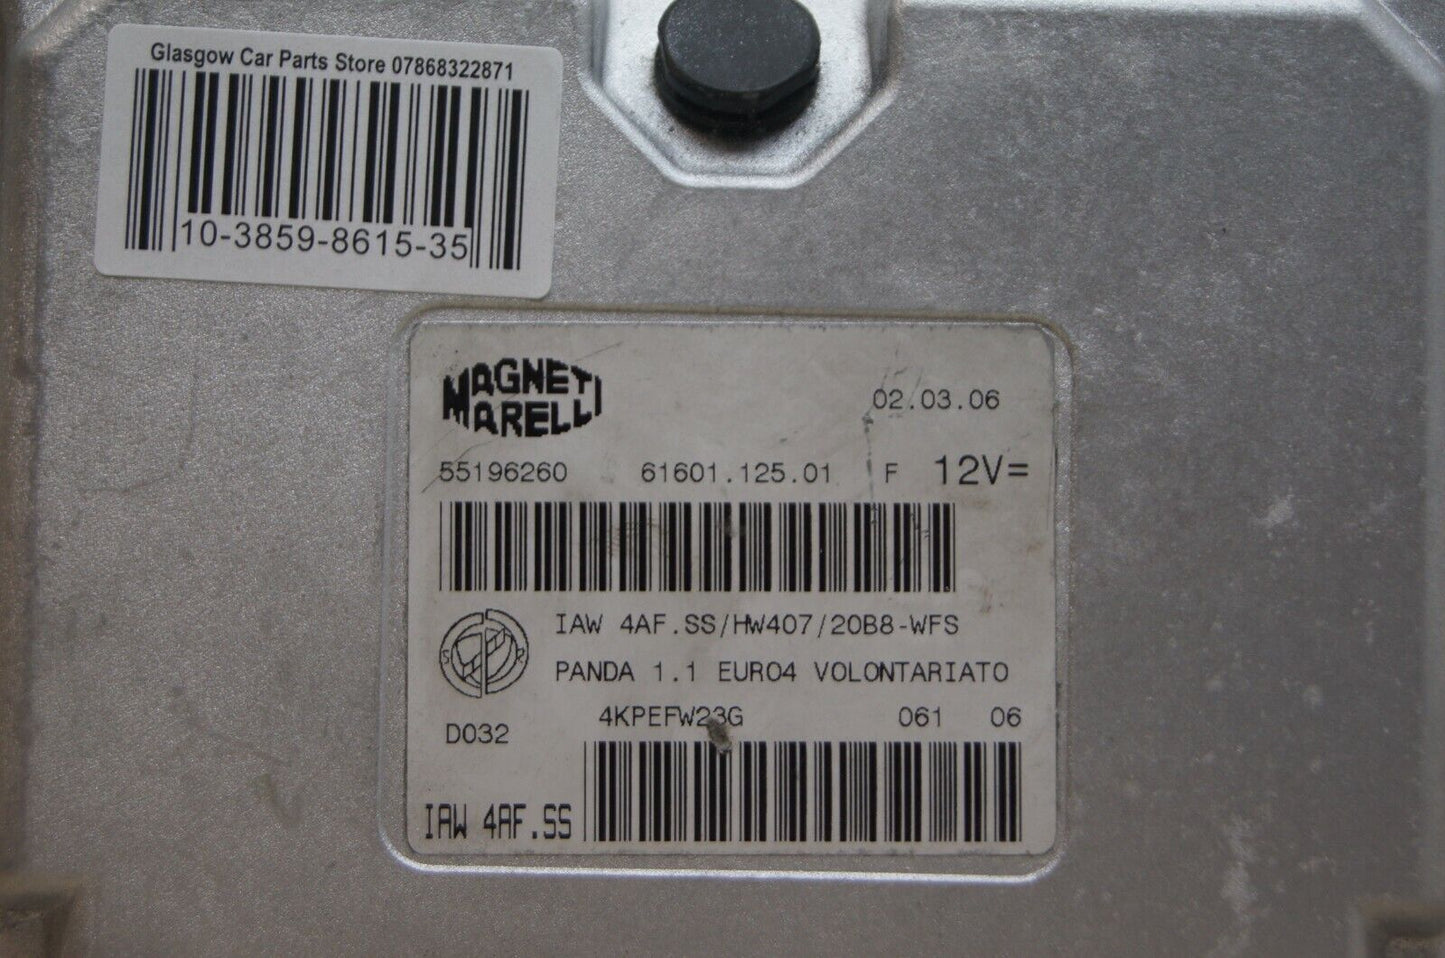 Glasgow Car Parts Store 07868322871
10-3859-8615-35
MAGNETI
MARELLI
02.03.06
55196260 61601.125.01 F 12V=
IAW 4AF.SS/HW407/20B8-WFS
S R
PANDA 1.1 EURO4 VOLONTARIATO
4KPEFW23G 061 06
D032
IAW 4AF.SS